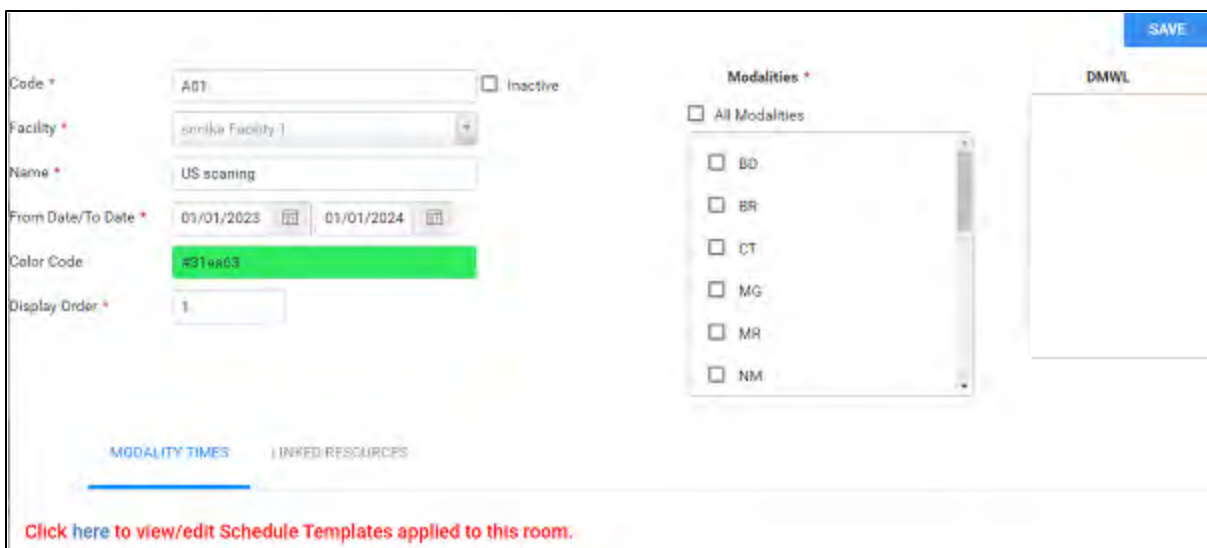 SAVE
Code *
A01
Inactive
Facility *
Facility 1
Name *
US scaning
From Date/To Date *
01/01/2023
01/01/2024
Color Code
#31ea63
Display Order *
1
Modalities *
All Modalities
BD
BR
CT
MG
MR
NM
DMWL
MODALITY TIMES
LINKED RESOURCES
Click here to view/edit Schedule Templates applied to this room.